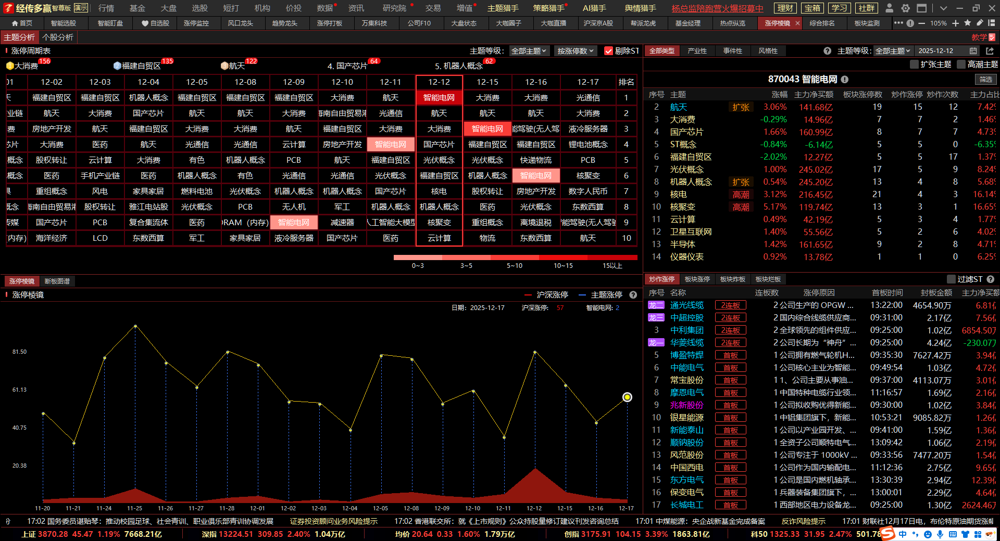 经传多赢 智尊版 演示 行情 基金 大盘 选股 短打 机构 价投 数据 资讯 研究院 交易 增值 主题猎手 策略猎手 AI猎手 舆情猎手 杨总监陪跑营火爆招募中 理财 宝箱 学习 社群
首页 智能选股 智能盯盘 自选股 涨停监控 风口龙头 趋势龙头 涨停打板 万集科技 公司F10 大盘状态 大咖圈子 大咖直播 沪深京A股 帮派龙虎 基金经理 热点纵览 涨停棱镜 综合排名 板块监测 105%
主题分析 个股分析 教学
涨停周期表 主题等级： 全部主题 按涨停数 剔除ST
大消费 156 福建自贸区 135 航天 122 4. 国产芯片 64 5. 机器人概念 62
01 12-02 12-03 12-04 12-05 12-08 12-09 12-10 12-11 12-12 12-15 12-16 12-17 排名
天 福建自贸区 福建自贸区 机器人概念 福建自贸区 福建自贸区 福建自贸区 大消费 航天 智能电网 大消费 大消费 光通信 1
业链 航天 大消费 国产芯片 航天 航天 大消费 海南自由贸易港 光通信 航天 航天 航天 大消费 2
费 房地产开发 航天 福建自贸区 大消费 大消费 航天 福建自贸区 大消费 大消费 智能电网 能驾驶(无人驾 液冷服务器 3
芯片 大消费 医药 航天 光通信 光通信 云计算 房地产开发 智能电网 国产芯片 福建自贸区 福建自贸区 锂电池概念 4
概念 股权转让 云计算 大消费 有色 机器人概念 PCB 航天 福建自贸区 光伏概念 光伏概念 快递物流 PCB 5
概念 医药 手机产业链 医药 机器人概念 有色 光通信 光通信 光伏概念 福建自贸区 机器人概念 智能电网 核聚变 6
具 重组概念 风电 家具家居 燃料电池 光伏概念 机器人概念 机器人概念 国产芯片 核电 股权转让 房地产开发 数字人民币 7
概念 海南自由贸易港 股权转让 雅江电站股 光伏概念 PCB 无人机 军工 机器人概念 机器人概念 医药 光伏概念 东数西算 8
传媒 国产芯片 PCB 复合集流体 医药 DRAM（内存） 智能电网 减速器 人工智能大模型 核聚变 重组概念 离境退税 能驾驶(无人驾驶 9
(内存) 海洋经济 LCD 东数西算 军工 家具家居 液冷服务器 国产芯片 医药 云计算 物流 东数西算 航天 10
0~3 3~5 5~10 10~15 15以上
涨停棱镜 断板图谱
涨停棱镜 沪深涨停 主题涨停
日期: 2025-12-17 沪深涨停: 57 智能电网: 2
81.50
61.13
40.75
20.38
11-20 11-21 11-24 11-25 11-26 11-27 11-28 12-01 12-02 12-03 12-04 12-05 12-08 12-09 12-10 12-11 12-12 12-15 12-16 12-17
全部类型 产业性 事件性 风格性 主题等级： 全部主题 2025-12-12
扩张主题 高潮主题
870043 智能电网 筛选
序号 主题 涨幅 主力净买额 板块涨停数 炒作涨停 炒作次数 主力占比
2 航天 扩张 3.06% 141.68亿 19 15 12 7.42%
3 大消费 -0.29% 14.96亿 7 7 2 1.46%
4 国产芯片 1.66% 160.99亿 8 7 7 4.73%
5 ST概念 -0.84% -6.14亿 5 5 0 -6.35%
6 福建自贸区 -2.02% 12.27亿 5 5 17 1.37%
7 光伏概念 1.00% 245.02亿 17 5 9 8.24%
8 机器人概念 扩张 0.54% 245.20亿 13 4 8 5.68%
9 核电 高潮 3.12% 216.45亿 21 4 3 16.14%
10 核聚变 高潮 5.17% 119.74亿 13 3 1 16.65%
11 云计算 0.49% 42.19亿 5 3 4 1.77%
12 卫星互联网 1.40% 55.56亿 5 2 6 4.02%
13 半导体 1.42% 161.65亿 9 2 8 4.71%
14 仪器仪表 0.92% 13.78亿 1 1 0 6.25%
炒作涨停 板块涨停 板块炸板 板块烂板 过滤ST
序号 名称 连板数 涨停原因 首板时间 封板金额 主力净买额
龙二 通光线缆 2连板 2 公司生产的 OPGW ... 13:22:00 4654.90万 6.81亿
龙三 中超控股 2连板 2 国内综合线缆供应商... 09:31:00 2.17亿 7.56亿
3 中利集团 2连板 2 全球领先的组件供应... 09:25:00 1.02亿 6854.50万
龙一 华菱线缆 2连板 2 公司长期为“神舟” ... 09:25:00 4.24亿 -230.07万
5 博盈特焊 首板 1 公司拥有燃气轮机H... 09:35:30 7627.42万 3.94亿
6 中能电气 首板 1 公司核心主业为智能... 09:49:54 1.03亿 4.72亿
7 常宝股份 首板 1 1、公司主要从事油... 09:37:00 4113.07万 3.01亿
8 摩恩电气 首板 1 中国特种电缆行业领... 11:16:57 1.69亿 2.16亿
9 兆新股份 首板 1 公司拟收购优得新能... 09:30:00 1.02亿 3.84亿
10 银星能源 首板 1 中铝集团旗下，新能... 10:53:21 9085.82万 1.26亿
11 新能泰山 首板 1 公司以产业园开发、... 09:41:00 1.59亿 1.36亿
12 顺钠股份 首板 1 全资子公司顺特电气... 13:09:42 1.06亿 2.19亿
13 风范股份 首板 1 公司专注于 1000kV ... 09:33:56 7477.20万 1.54亿
14 中国西电 首板 1 公司作为国内输配电... 11:12:36 2.75亿 9.65亿
15 东方电气 首板 1 公司是国内燃机轴承... 13:30:39 2.94亿 12.39亿
16 保变电气 首板 1 兵器装备集团旗下，... 13:00:01 2.29亿 4.64亿
17 长城电工 首板 1 西部地区电力设备龙... 09:25:00 1.30亿 2624.46万
17:02 国务委员谌贻琴：推动校园足球、社会青训、职业俱乐部青训协调发展 证券投资顾问业务风险提示 17:02 香港联交所：就《上市规则》公众持股量修订建议刊发咨询总结 17:01 中煤能源：央企战新基金完成备案 反诈风险提示 17:01 财联社12月17日电，布伦特原油期货涨幅
上证 3870.28 45.47 1.19% 7668.21亿 深指 13224.51 309.85 2.40% 1.04万亿 均价 20.64 0.33 1.60% 1.79万亿 创指 3175.91 104.15 3.39% 1863.81亿 科50 1325.33 31.95 2.47% 501.78 中